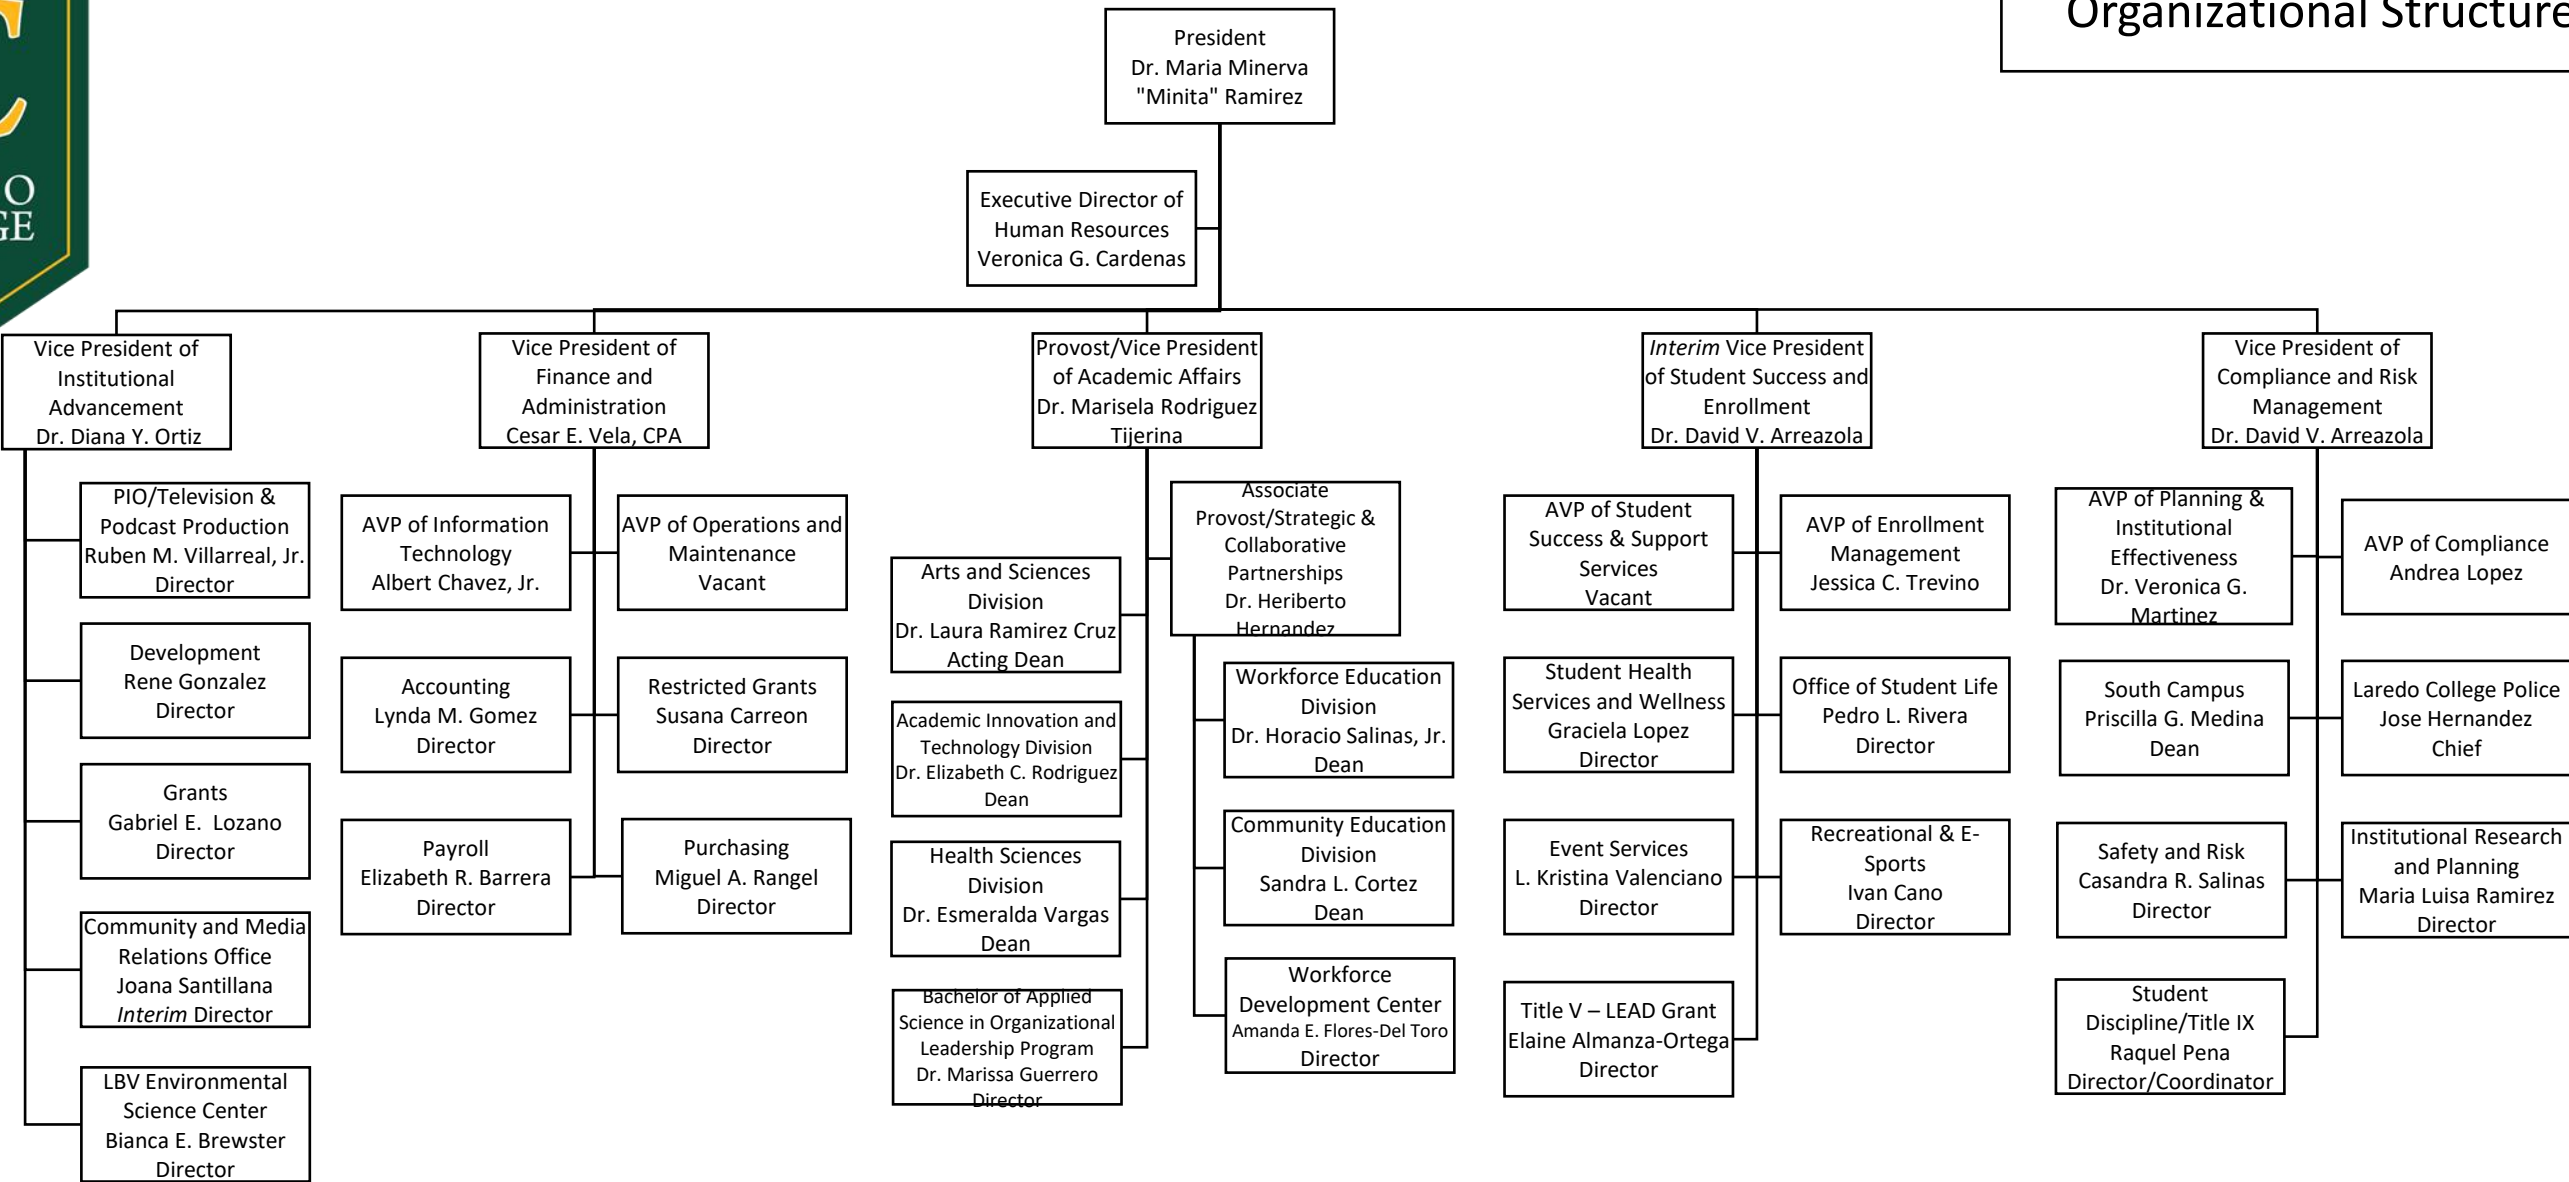 Organizational Structure
President
Dr. Maria Minerva
"Minita" Ramirez
Executive Director of
Human Resources
Veronica G. Cardenas
Vice President of
Institutional
Advancement
Dr. Diana Y. Ortiz
PIO/Television &
Podcast Production
Ruben M. Villarreal, Jr.
Director
Development
Rene Gonzalez
Director
Grants
Gabriel E. Lozano
Director
Community and Media
Relations Office
Joana Santillana
Interim Director
LBV Environmental
Science Center
Bianca E. Brewster
Director
Vice President of
Finance and
Administration
Cesar E. Vela, CPA
AVP of Information
Technology
Albert Chavez, Jr.
AVP of Operations and
Maintenance
Vacant
Accounting
Lynda M. Gomez
Director
Restricted Grants
Susana Carreon
Director
Payroll
Elizabeth R. Barrera
Director
Purchasing
Miguel A. Rangel
Director
Provost/Vice President
of Academic Affairs
Dr. Marisela Rodriguez
Tijerina
Arts and Sciences
Division
Dr. Laura Ramirez Cruz
Acting Dean
Academic Innovation and
Technology Division
Dr. Elizabeth C. Rodriguez
Dean
Health Sciences
Division
Dr. Esmeralda Vargas
Dean
Bachelor of Applied
Science in Organizational
Leadership Program
Dr. Marissa Guerrero
Director
Associate
Provost/Strategic &
Collaborative
Partnerships
Dr. Heriberto
Hernandez
Workforce Education
Division
Dr. Horacio Salinas, Jr.
Dean
Community Education
Division
Sandra L. Cortez
Dean
Workforce
Development Center
Amanda E. Flores-Del Toro
Director
Interim Vice President
of Student Success and
Enrollment
Dr. David V. Arreazola
AVP of Student
Success & Support
Services
Vacant
AVP of Enrollment
Management
Jessica C. Trevino
Student Health
Services and Wellness
Graciela Lopez
Director
Office of Student Life
Pedro L. Rivera
Director
Event Services
L. Kristina Valenciano
Director
Recreational & E-
Sports
Ivan Cano
Director
Title V – LEAD Grant
Elaine Almanza-Ortega
Director
Vice President of
Compliance and Risk
Management
Dr. David V. Arreazola
AVP of Planning &
Institutional
Effectiveness
Dr. Veronica G.
Martinez
AVP of Compliance
Andrea Lopez
South Campus
Priscilla G. Medina
Dean
Laredo College Police
Jose Hernandez
Chief
Safety and Risk
Casandra R. Salinas
Director
Institutional Research
and Planning
Maria Luisa Ramirez
Director
Student
Discipline/Title IX
Raquel Pena
Director/Coordinator